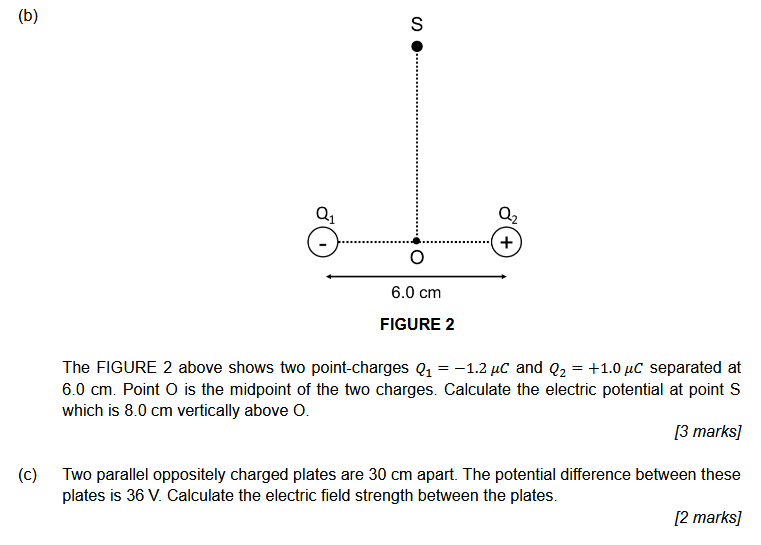 (b)
S
Q₁
Q₂
-
+
O
6.0 cm
FIGURE 2
The FIGURE 2 above shows two point-charges Q₁ = −1.2 μC and Q₂ = +1.0 μC separated at
6.0 cm. Point O is the midpoint of the two charges. Calculate the electric potential at point S
which is 8.0 cm vertically above O.
[3 marks]
(c) Two parallel oppositely charged plates are 30 cm apart. The potential difference between these
plates is 36 V. Calculate the electric field strength between the plates.
[2 marks]